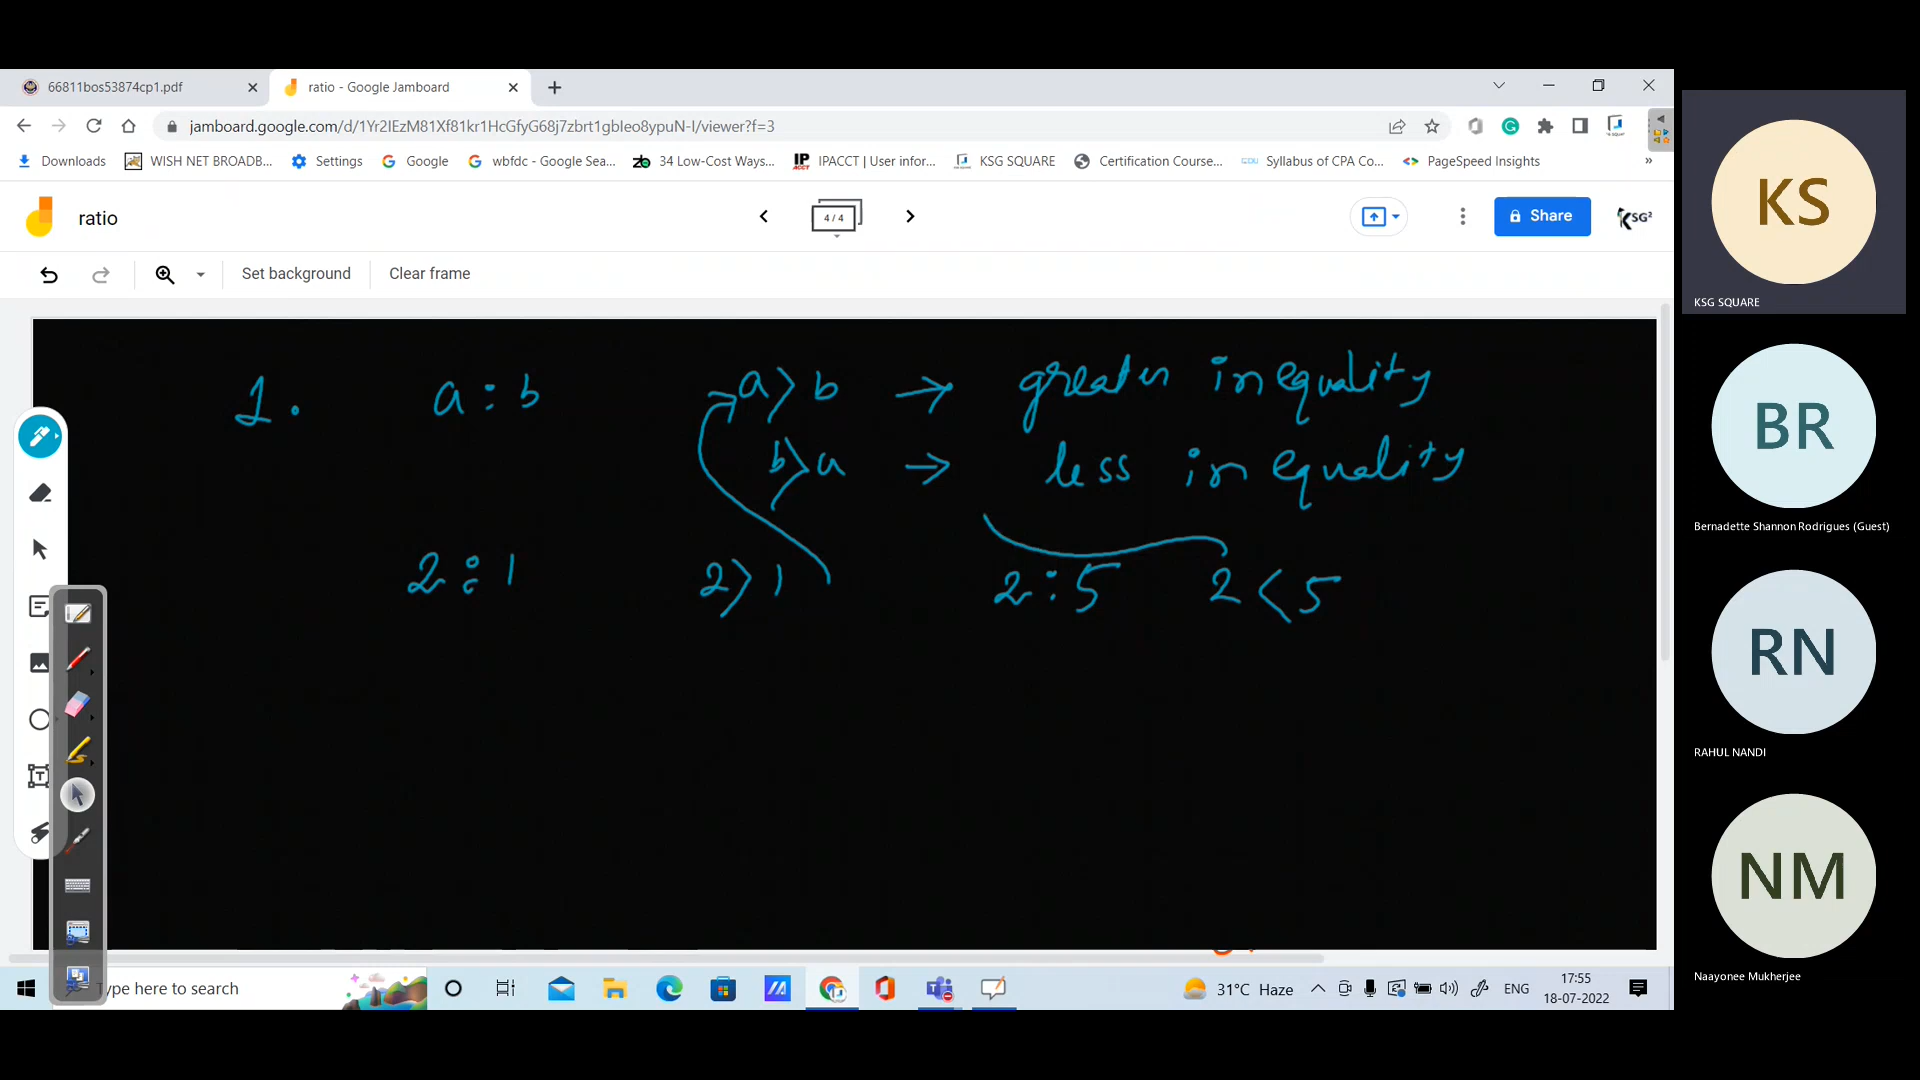 66811bos53874cp1.pdf
ratio - Google Jamboard
jamboard.google.com/d/1Yr2IEzM81Xf81kr1HcGfyG68j7zbrt1gbIeo8ypuN-I/viewer?f=3
Downloads WISH NET BROADB... Settings Google wbfdc - Google Sea... 34 Low-Cost Ways... IPACCT | User infor... KSG SQUARE Certification Course... Syllabus of CPA Co... PageSpeed Insights »
ratio 4 / 4 Share KSG²
Set background Clear frame
1. a : b a > b → greater inequality
b > a → less inequality
2 : 1 2 > 1 2 : 5 2 < 5
KS
KSG SQUARE
BR
Bernadette Shannon Rodrigues (Guest)
RN
RAHUL NANDI
NM
Naayonee Mukherjee
Type here to search 31°C Haze ENG 17:55
18-07-2022